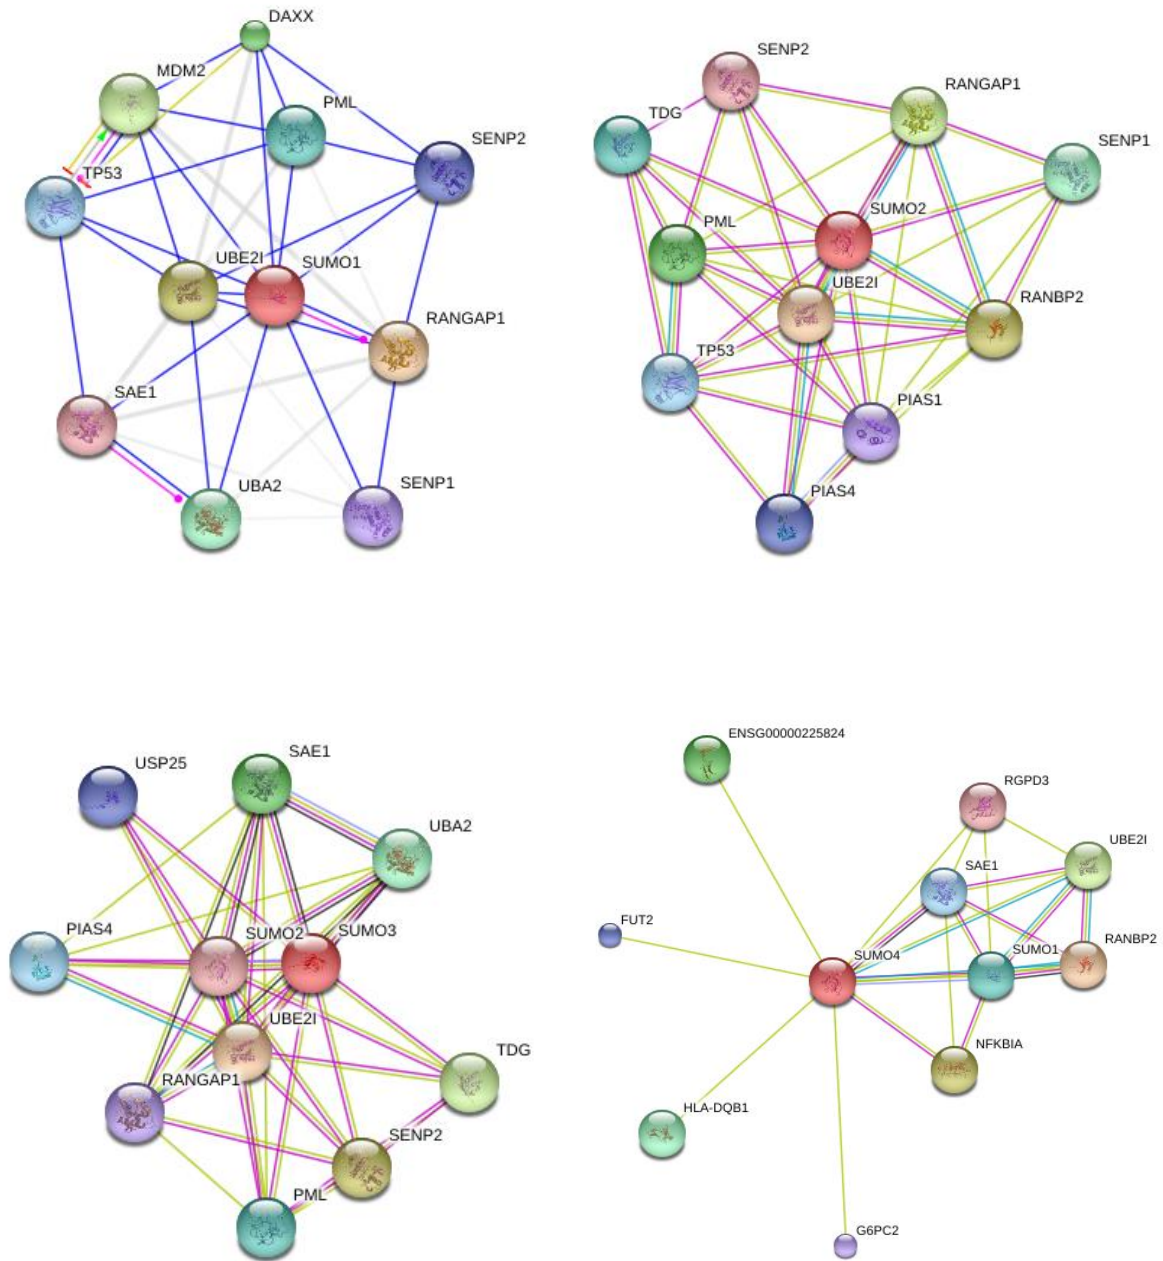 DAXX
MDM2
PML
SENP2
TP53
UBE2I
SUMO1
RANGAP1
SAE1
UBA2
SENP1
SENP2
RANGAP1
TDG
SENP1
SUMO2
PML
UBE2I
RANBP2
TP53
PIAS1
PIAS4
SAE1
USP25
UBA2
PIAS4
SUMO2
SUMO3
UBE2I
TDG
RANGAP1
SENP2
PML
ENSG00000225824
RGPD3
UBE2I
SAE1
FUT2
RANBP2
SUMO4
SUMO1
NFKBIA
HLA-DQB1
G6PC2